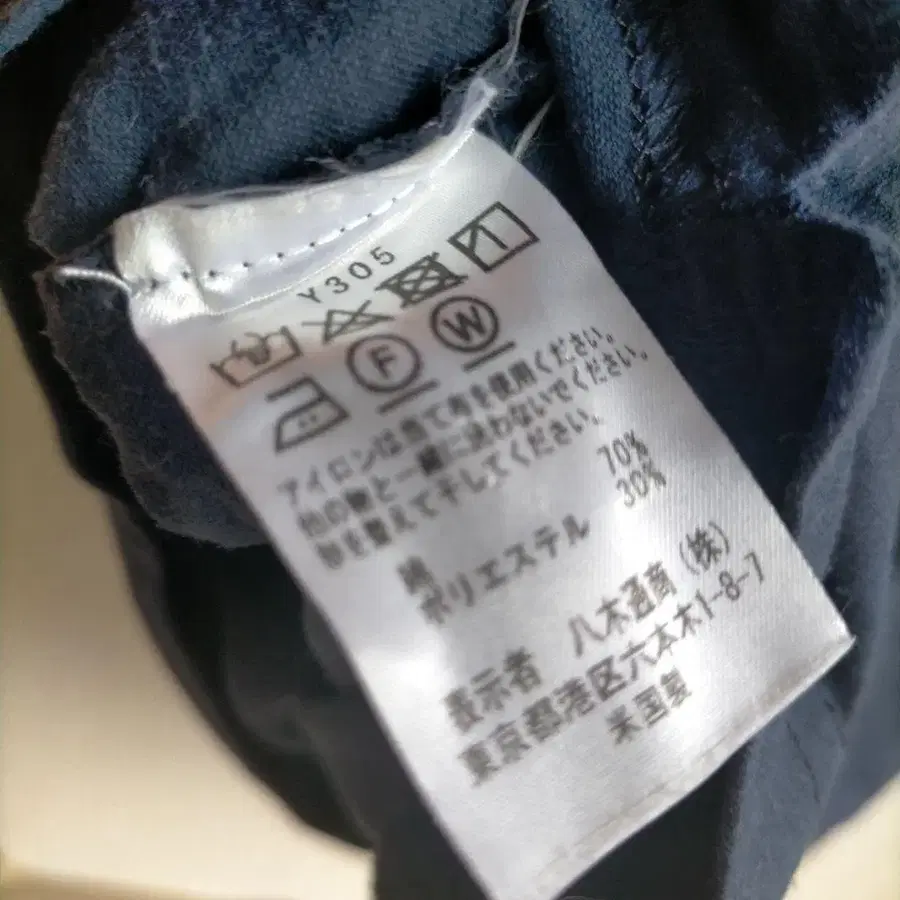 Y305
F
W
アイロンは当て布を使用ください。
他の物と一緒に洗わないでください。
形を整えて干してください。
綿 70%
ポリエステル 30%
表示者 八木通商(株)
東京都港区六本木1-8-7
米国製